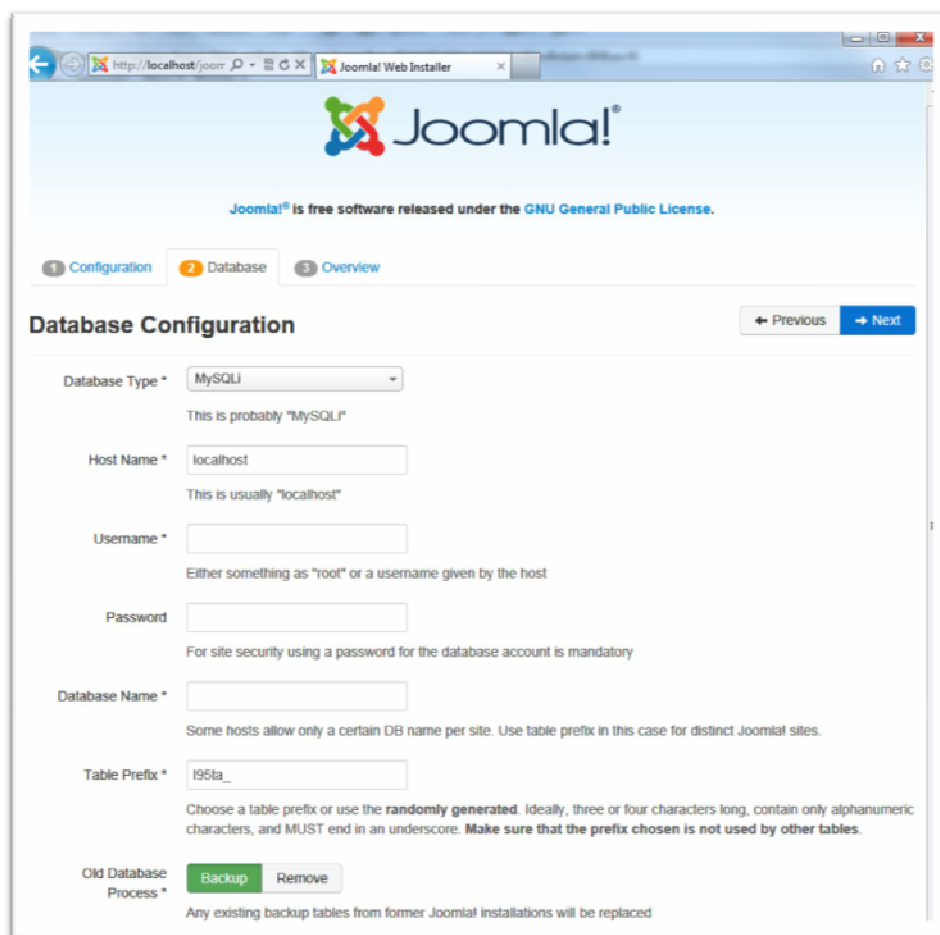 http://localhost/joom
Joomla! Web Installer
Joomla!®
Joomla!® is free software released under the GNU General Public License.
1 Configuration
2 Database
3 Overview
Database Configuration
Previous
Next
Database Type *
MySQLi
This is probably "MySQLi"
Host Name *
localhost
This is usually "localhost"
Username *
Either something as "root" or a username given by the host
Password
For site security using a password for the database account is mandatory
Database Name *
Some hosts allow only a certain DB name per site. Use table prefix in this case for distinct Joomla! sites.
Table Prefix *
l95ta_
Choose a table prefix or use the randomly generated. Ideally, three or four characters long, contain only alphanumeric
characters, and MUST end in an underscore. Make sure that the prefix chosen is not used by other tables.
Old Database
Process *
Backup
Remove
Any existing backup tables from former Joomla! installations will be replaced